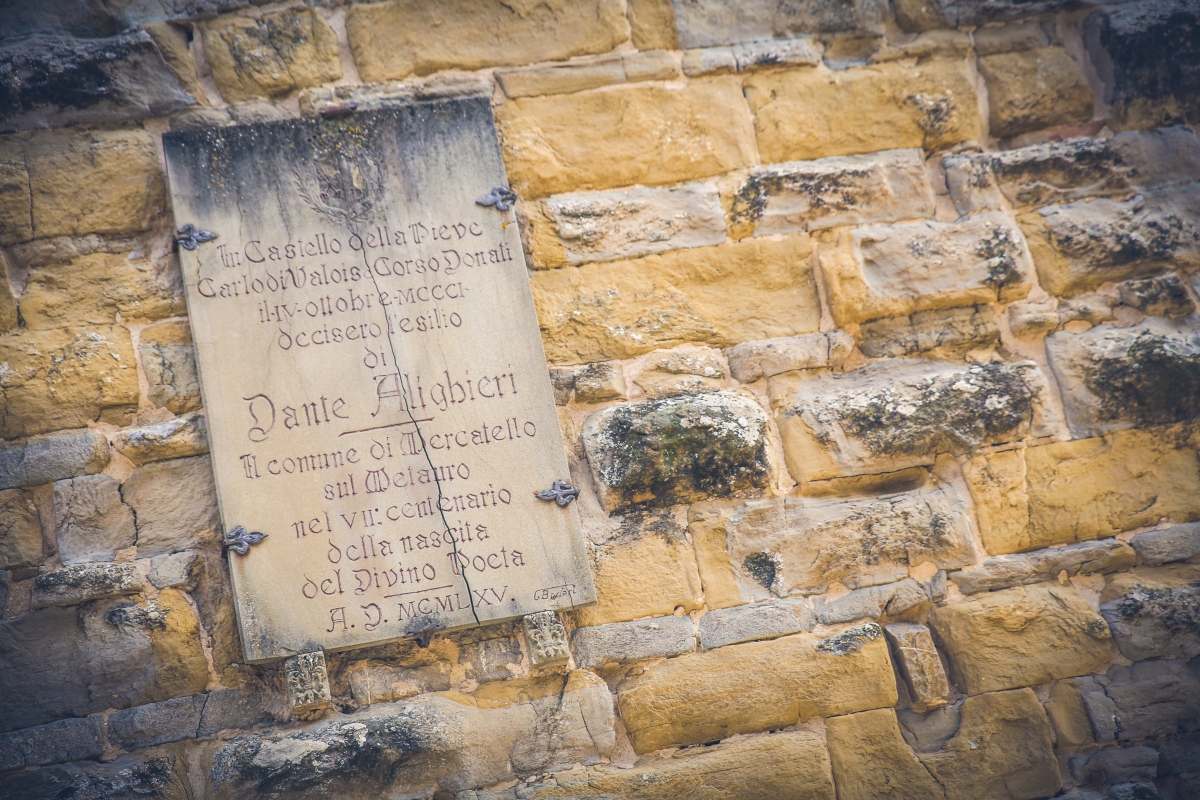 In Castello della Pieve
Carlo di Valois e Corso Donati
il·IV·ottobre·MCCCI·
decisero l'esilio
di
Dante Alighieri
Il comune di Mercatello
sul Metauro
nel VII: centenario
della nascita
del Divino Poeta
A. D. MCMLXV.